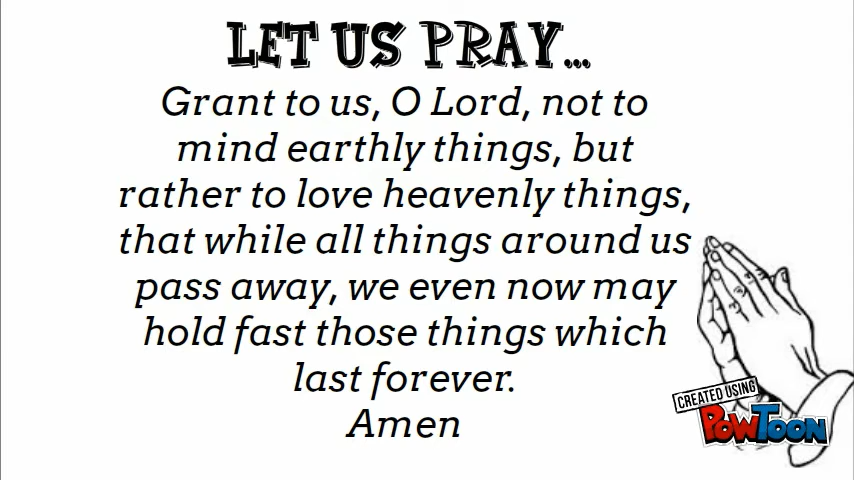 LET US PRAY...
Grant to us, O Lord, not to
mind earthly things, but
rather to love heavenly things,
that while all things around us
pass away, we even now may
hold fast those things which
last forever.
Amen
CREATED USING
POWTOON